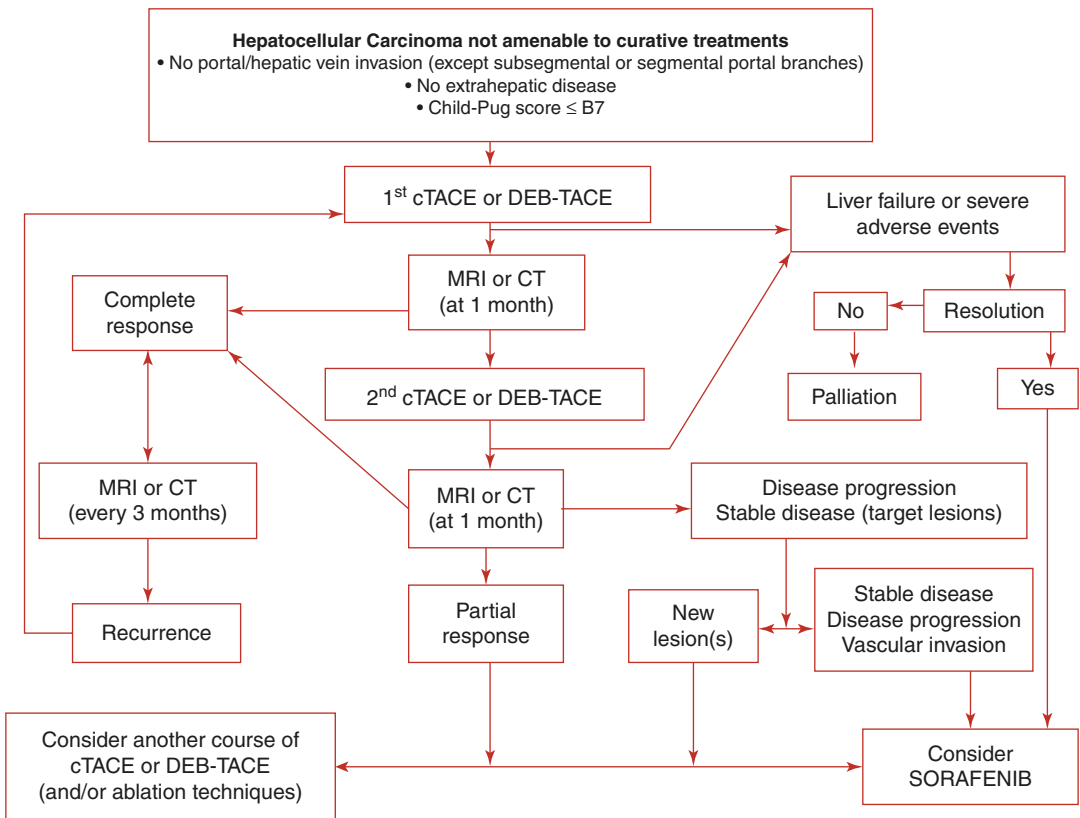 Hepatocellular Carcinoma not amenable to curative treatments
• No portal/hepatic vein invasion (except subsegmental or segmental portal branches)
• No extrahepatic disease
• Child-Pug score ≤ B7
1st cTACE or DEB-TACE
Liver failure or severe
adverse events
MRI or CT
(at 1 month)
Complete
response
No
Resolution
2nd cTACE or DEB-TACE
Palliation
Yes
MRI or CT
(every 3 months)
MRI or CT
(at 1 month)
Disease progression
Stable disease (target lesions)
Recurrence
Partial
response
New
lesion(s)
Stable disease
Disease progression
Vascular invasion
Consider another course of
cTACE or DEB-TACE
(and/or ablation techniques)
Consider
SORAFENIB